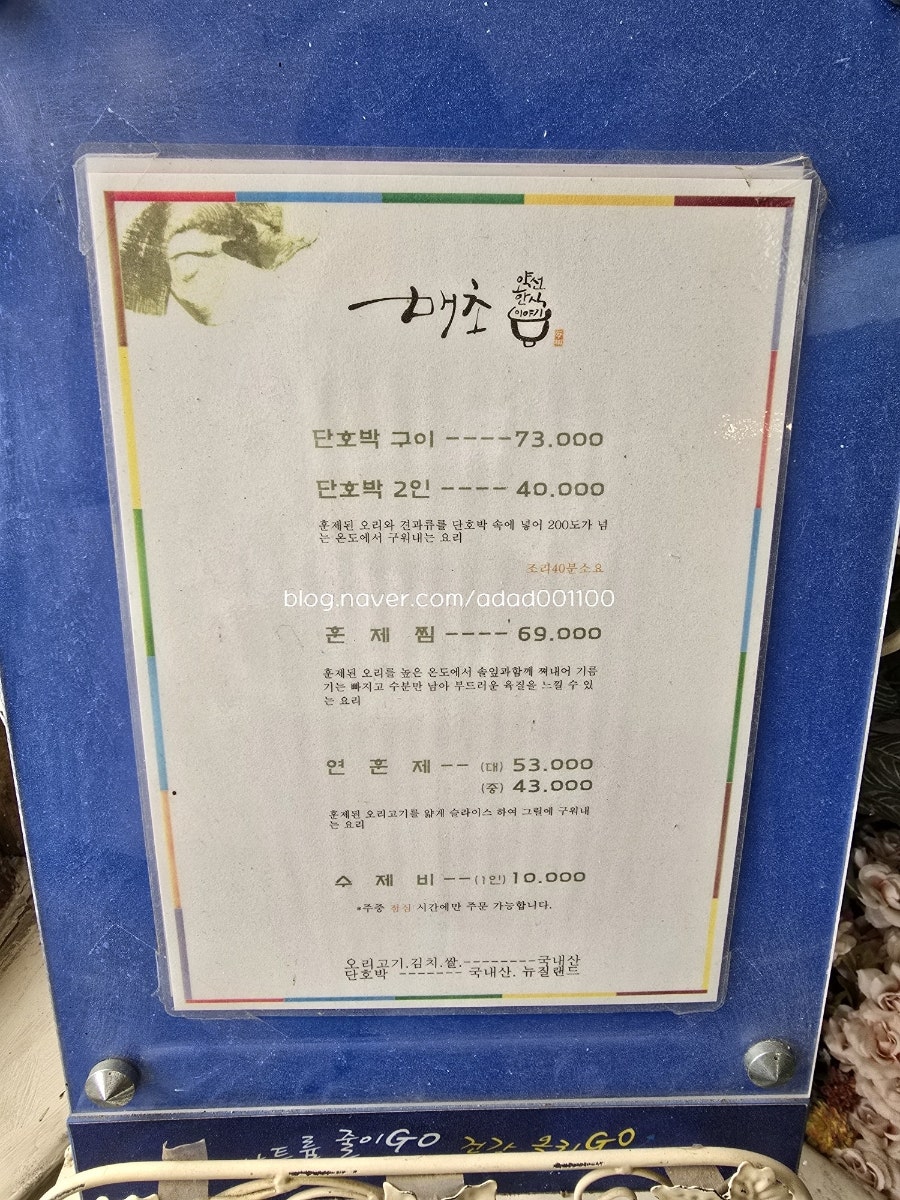 매초
약선
한식
이야기
단호박 구이 ----73.000
단호박 2인 ---- 40.000
훈제된 오리와 견과류를 단호박 속에 넣어 200도가 넘
는 온도에서 구워내는 요리
조리40분소요
blog.naver.com/adad001100
훈 제 찜 ---- 69.000
훈제된 오리를 높은 온도에서 솔잎과함께 쪄내어 기름
기는 빠지고 수분만 남아 부드러운 육질을 느낄 수 있
는 요리
연 훈 제 -- (대) 53.000
(중) 43.000
훈제된 오리고기를 얇게 슬라이스 하여 그릴에 구워내
는 요리
수 제 비 --(1인) 10.000
*주중 점심 시간에만 주문 가능합니다.
오리고기.김치.쌀.--------국내산
단호박 ------- 국내산. 뉴질랜드
줄이GO GO